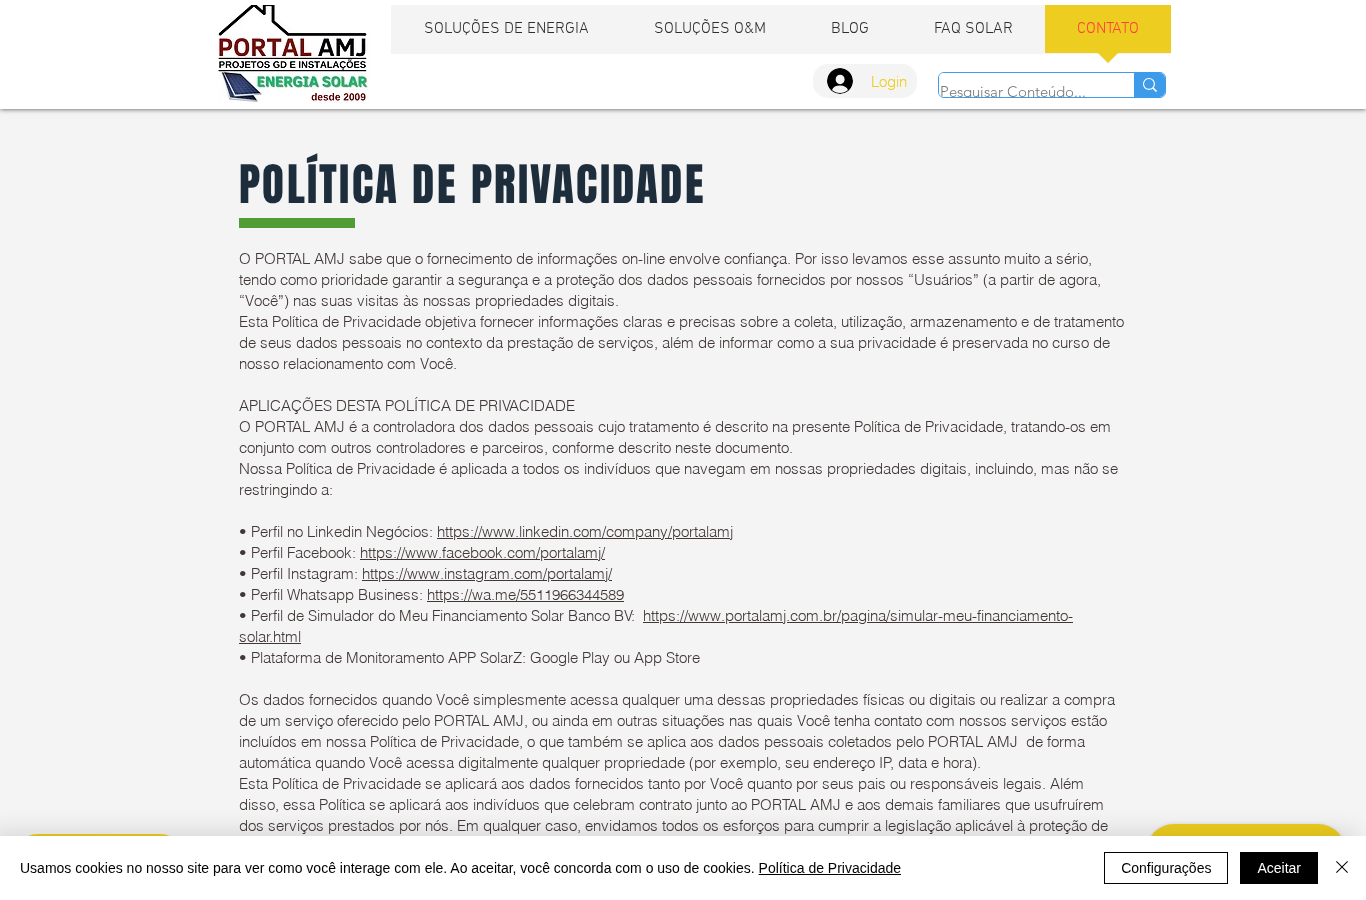 PORTAL AMJ
PROJETOS GD E INSTALAÇÕES
ENERGIA SOLAR
desde 2009
SOLUÇÕES DE ENERGIA
SOLUÇÕES O&M
BLOG
FAQ SOLAR
CONTATO
Login
Pesquisar Conteúdo...
POLÍTICA DE PRIVACIDADE
O PORTAL AMJ sabe que o fornecimento de informações on-line envolve confiança. Por isso levamos esse assunto muito a sério,
tendo como prioridade garantir a segurança e a proteção dos dados pessoais fornecidos por nossos “Usuários” (a partir de agora,
“Você”) nas suas visitas às nossas propriedades digitais.
Esta Política de Privacidade objetiva fornecer informações claras e precisas sobre a coleta, utilização, armazenamento e de tratamento
de seus dados pessoais no contexto da prestação de serviços, além de informar como a sua privacidade é preservada no curso de
nosso relacionamento com Você.
APLICAÇÕES DESTA POLÍTICA DE PRIVACIDADE
O PORTAL AMJ é a controladora dos dados pessoais cujo tratamento é descrito na presente Política de Privacidade, tratando-os em
conjunto com outros controladores e parceiros, conforme descrito neste documento.
Nossa Política de Privacidade é aplicada a todos os indivíduos que navegam em nossas propriedades digitais, incluindo, mas não se
restringindo a:
• Perfil no Linkedin Negócios: https://www.linkedin.com/company/portalamj
• Perfil Facebook: https://www.facebook.com/portalamj/
• Perfil Instagram: https://www.instagram.com/portalamj/
• Perfil Whatsapp Business: https://wa.me/5511966344589
• Perfil de Simulador do Meu Financiamento Solar Banco BV: https://www.portalamj.com.br/pagina/simular-meu-financiamento-
solar.html
• Plataforma de Monitoramento APP SolarZ: Google Play ou App Store
Os dados fornecidos quando Você simplesmente acessa qualquer uma dessas propriedades físicas ou digitais ou realizar a compra
de um serviço oferecido pelo PORTAL AMJ, ou ainda em outras situações nas quais Você tenha contato com nossos serviços estão
incluídos em nossa Política de Privacidade, o que também se aplica aos dados pessoais coletados pelo PORTAL AMJ de forma
automática quando Você acessa digitalmente qualquer propriedade (por exemplo, seu endereço IP, data e hora).
Esta Política de Privacidade se aplicará aos dados fornecidos tanto por Você quanto por seus pais ou responsáveis legais. Além
disso, essa Política se aplicará aos indivíduos que celebram contrato junto ao PORTAL AMJ e aos demais familiares que usufruírem
dos serviços prestados por nós. Em qualquer caso, envidamos todos os esforços para cumprir a legislação aplicável à proteção de
Usamos cookies no nosso site para ver como você interage com ele. Ao aceitar, você concorda com o uso de cookies. Política de Privacidade
Configurações
Aceitar